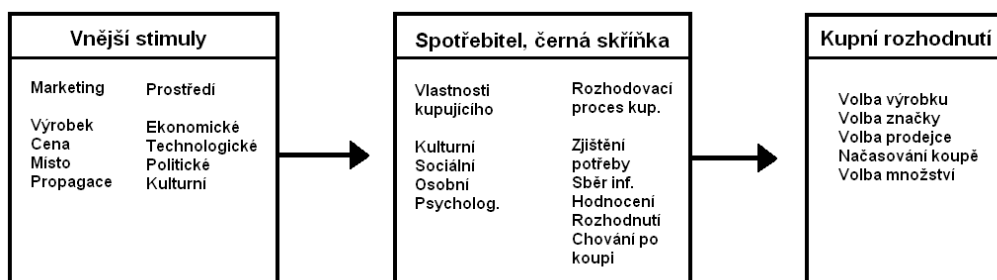 Vnější stimuly
Marketing
Prostředí
Výrobek
Cena
Místo
Propagace
Ekonomické
Technologické
Politické
Kulturní
Spotřebitel, černá skříňka
Vlastnosti
kupujícího
Kulturní
Sociální
Osobní
Psycholog.
Rozhodovací
proces kup.
Zjištění
potřeby
Sběr inf.
Hodnocení
Rozhodnutí
Chování po
koupi
Kupní rozhodnutí
Volba výrobku
Volba značky
Volba prodejce
Načasování koupě
Volba množství